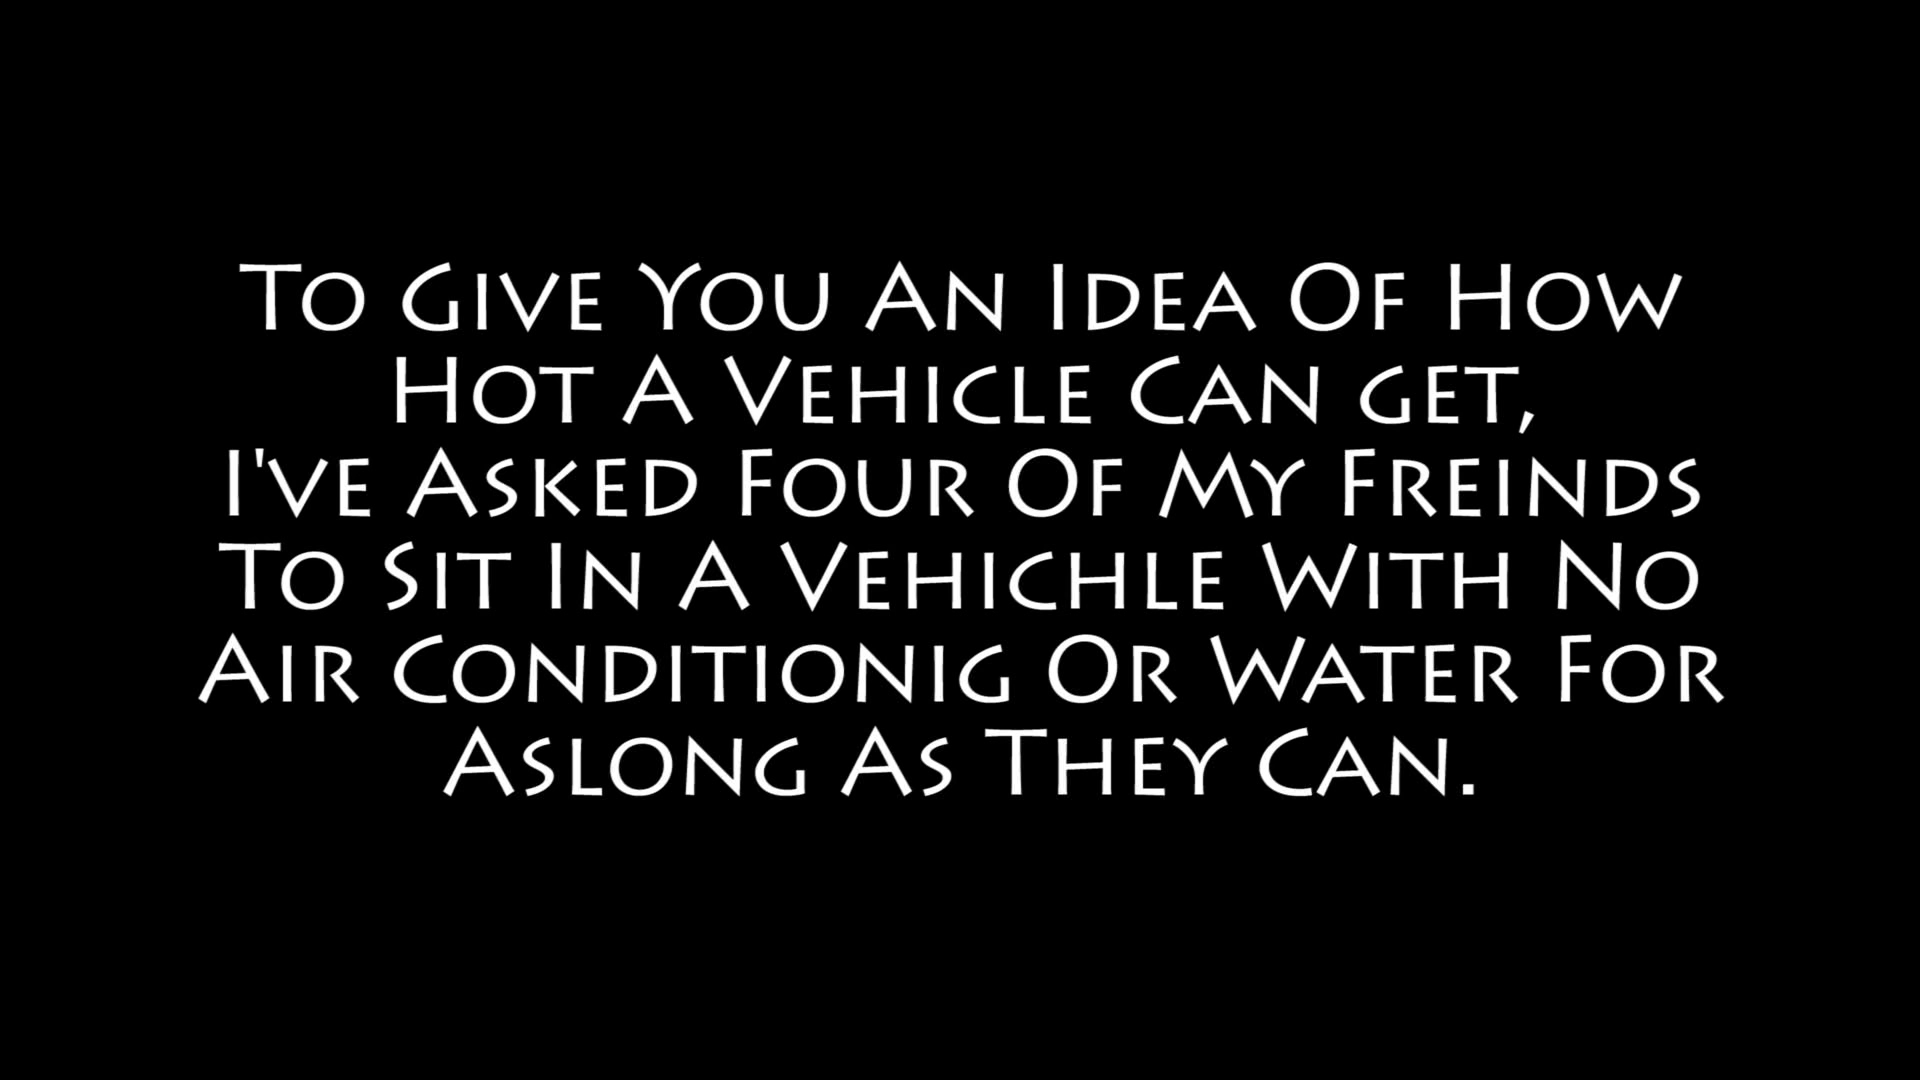 To Give You An Idea Of How
Hot A Vehicle Can get,
I've Asked Four Of My Freinds
To Sit In A Vehichle With No
Air Conditionig Or Water For
Aslong As They Can.